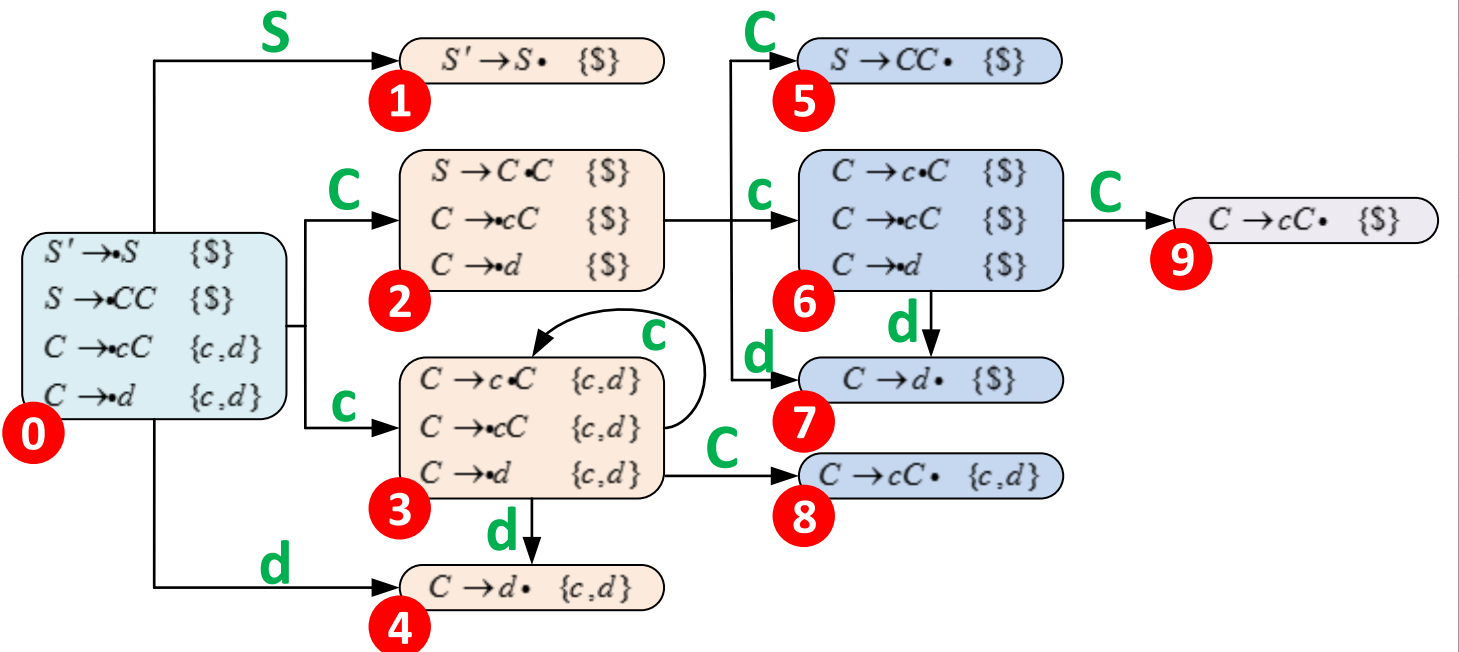 S
S' →S• {$}
1
C
S →CC• {$}
5
C
S →C•C {$}
C →•cC {$}
C →•d {$}
2
c
C →c•C {$}
C →•cC {$}
C →•d {$}
6
C
C →cC• {$}
9
S' →•S {$}
S →•CC {$}
C →•cC {c,d}
C →•d {c,d}
0
c
C →c•C {c,d}
C →•cC {c,d}
C →•d {c,d}
3
c
d
d
C →d• {$}
7
C
C →cC• {c,d}
8
d
d
C →d• {c,d}
4